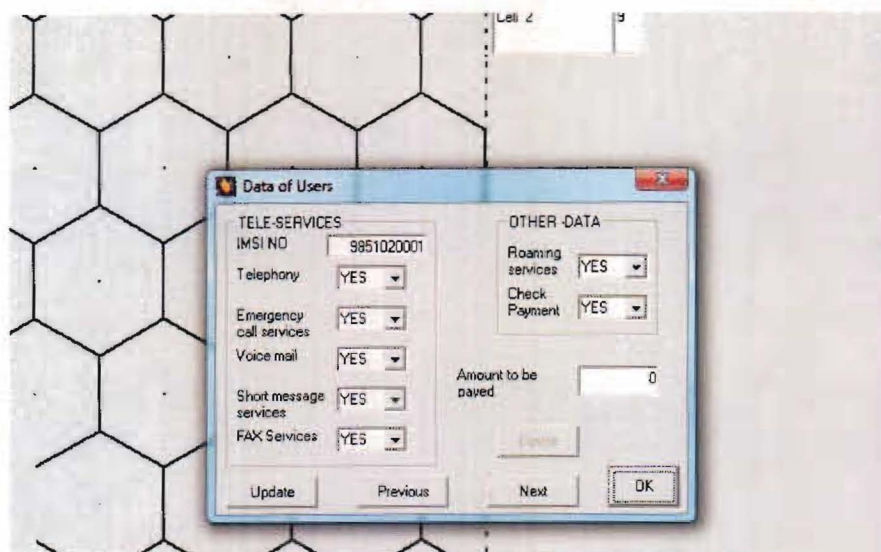 Cell 2 9
Data of Users
TELE-SERVICES
IMSI NO 9851020001
Telephony YES
Emergency
call services YES
Voice mail YES
Short message
services YES
FAX Services YES
OTHER -DATA
Roaming
services YES
Check
Payment YES
Amount to be
payed 0
Update Previous Next OK